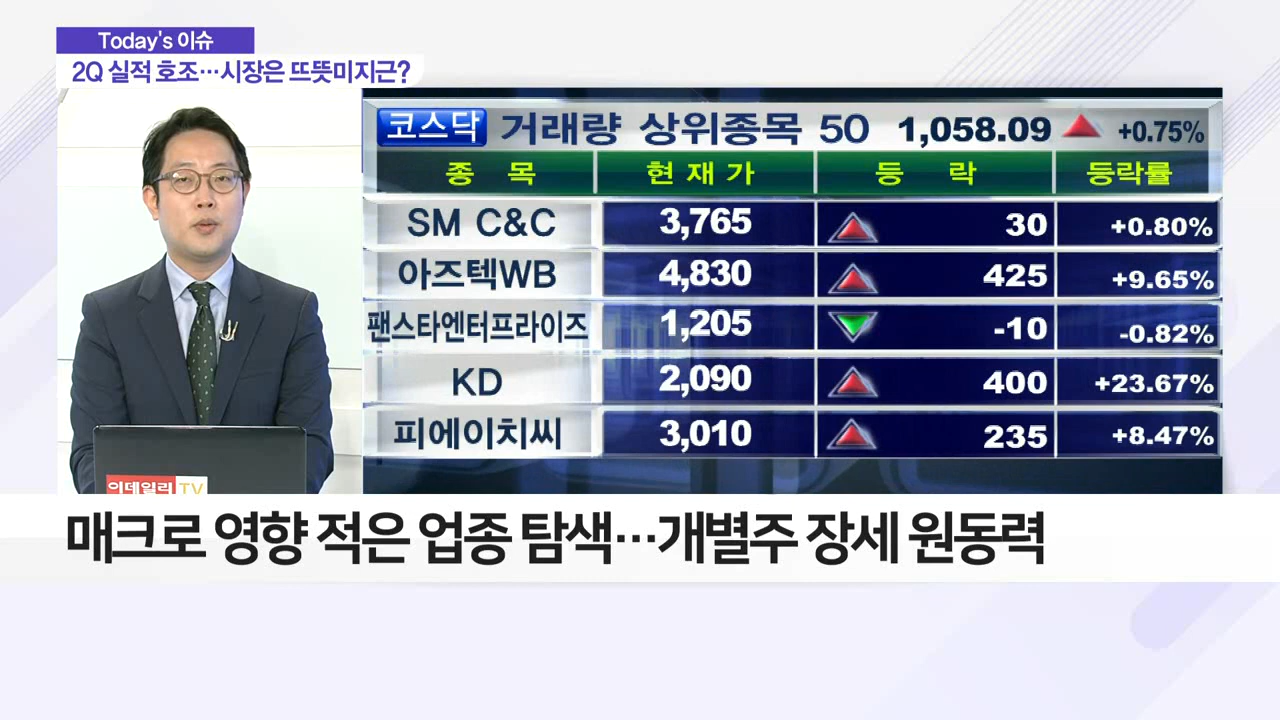 Today's 이슈
2Q 실적 호조…시장은 뜨뜻미지근?
코스닥 거래량 상위종목 50 1,058.09 ▲ +0.75%
종 목 현 재 가 등 락 등락률
SM C&C 3,765 ▲ 30 +0.80%
아즈텍WB 4,830 ▲ 425 +9.65%
팬스타엔터프라이즈 1,205 ▼ -10 -0.82%
KD 2,090 ▲ 400 +23.67%
피에이치씨 3,010 ▲ 235 +8.47%
이데일리TV
매크로 영향 적은 업종 탐색…개별주 장세 원동력